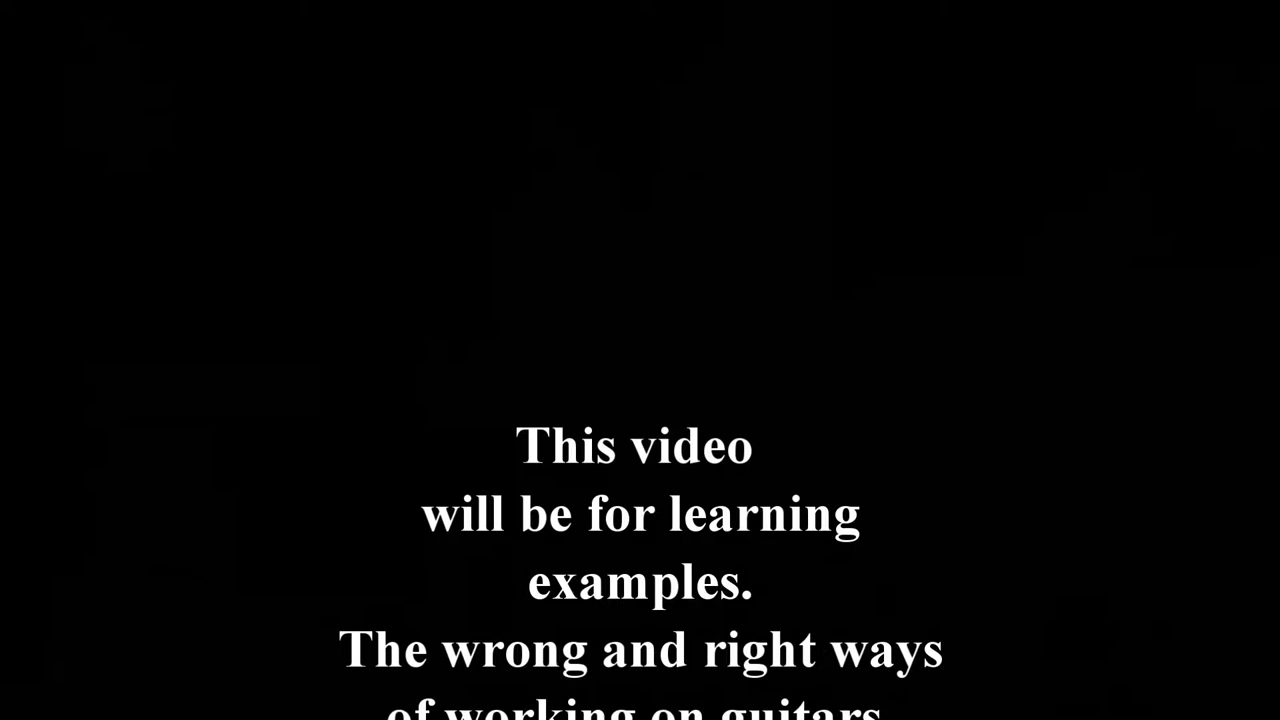 This video
will be for learning
examples.
The wrong and right ways
of working on guitars